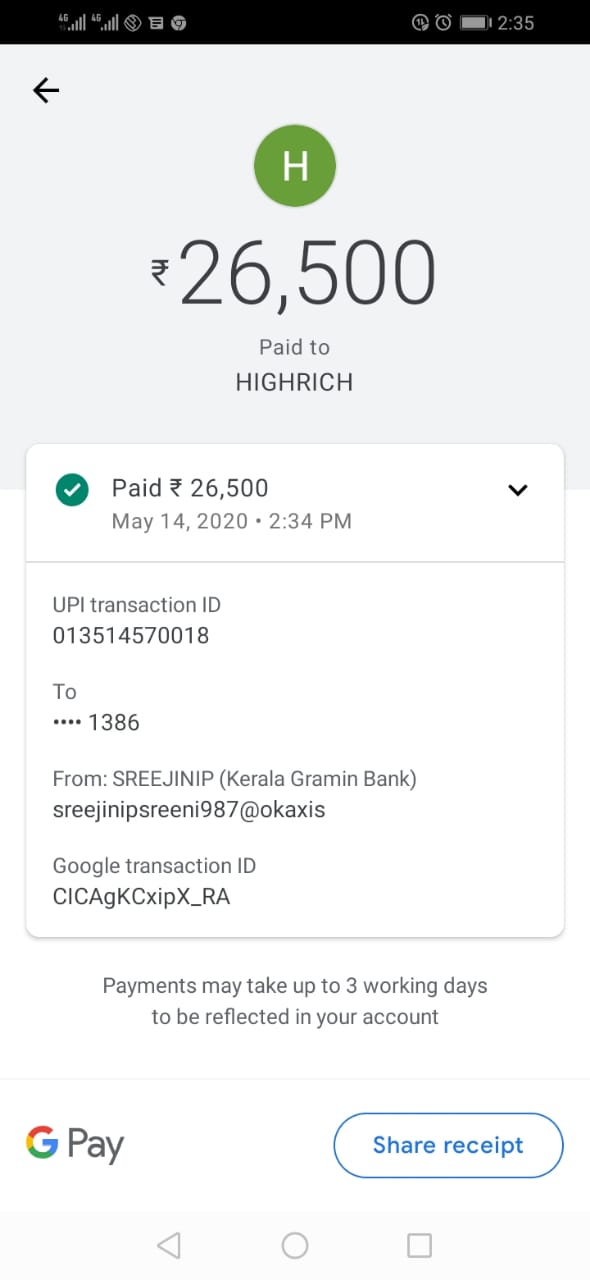 4G 4G 2:35
H
₹26,500
Paid to
HIGHRICH
Paid ₹ 26,500
May 14, 2020 • 2:34 PM
UPI transaction ID
013514570018
To
•••• 1386
From: SREEJINIP (Kerala Gramin Bank)
sreejinipsreeni987@okaxis
Google transaction ID
CICAgKCxipX_RA
Payments may take up to 3 working days
to be reflected in your account
G Pay
Share receipt